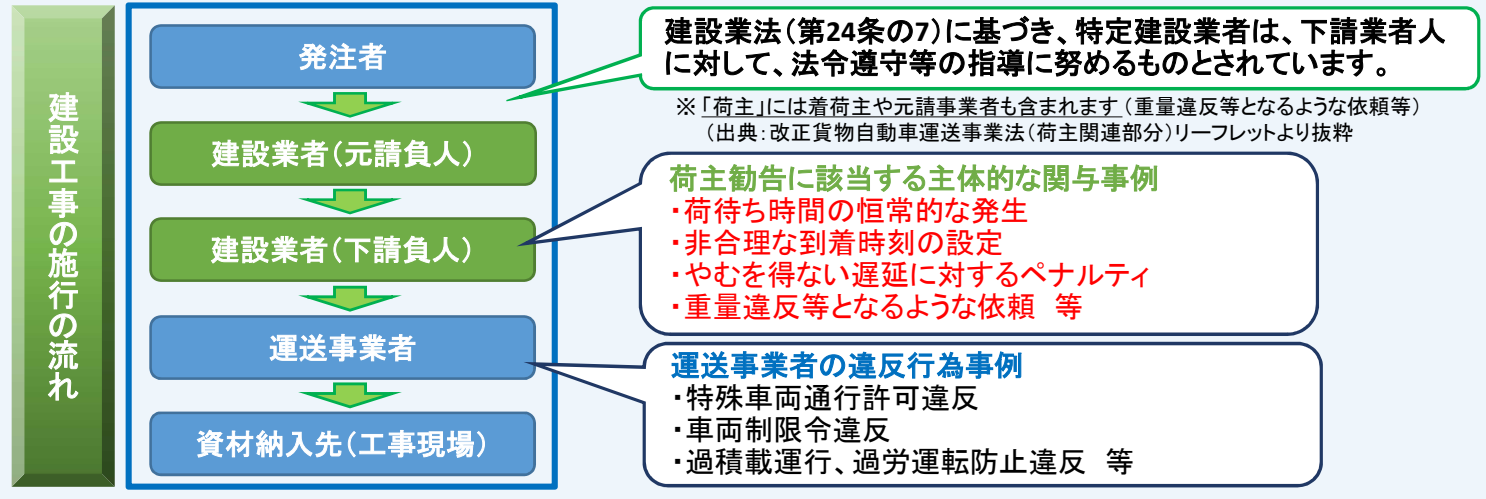 建設工事の施行の流れ
発注者
建設業者（元請負人）
建設業者（下請負人）
運送事業者
資材納入先（工事現場）
建設業法（第24条の7）に基づき、特定建設業者は、下請業者人
に対して、法令遵守等の指導に努めるものとされています。
※「荷主」には着荷主や元請事業者も含まれます（重量違反等となるような依頼等）
（出典：改正貨物自動車運送事業法（荷主関連部分）リーフレットより抜粋
荷主勧告に該当する主体的な関与事例
・荷待ち時間の恒常的な発生
・非合理な到着時刻の設定
・やむを得ない遅延に対するペナルティ
・重量違反等となるような依頼　等
運送事業者の違反行為事例
・特殊車両通行許可違反
・車両制限令違反
・過積載運行、過労運転防止違反　等